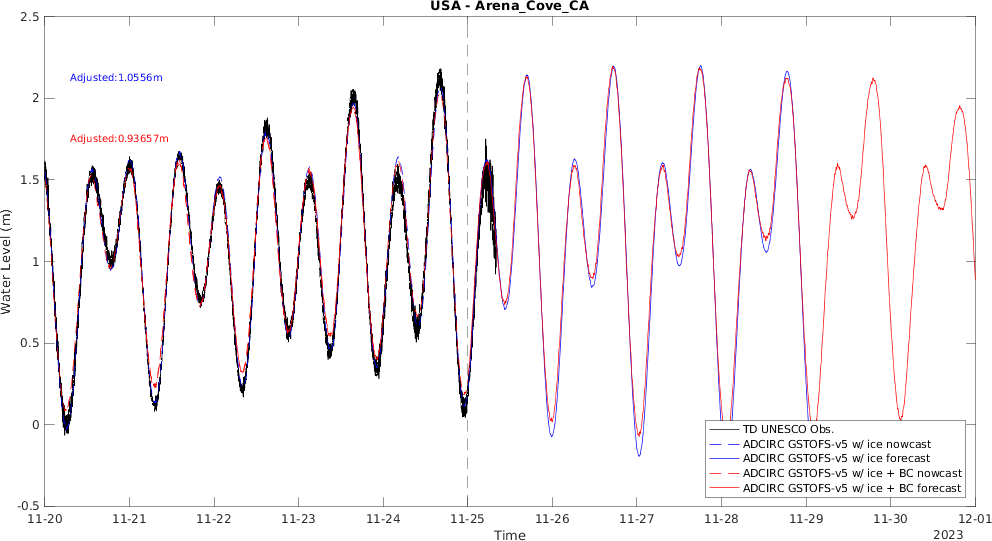 USA - Arena_Cove_CA
Adjusted:1.0556m
Adjusted:0.93657m
Water Level (m)
2.5
2
1.5
1
0.5
0
-0.5
TD UNESCO Obs.
ADCIRC GSTOFS-v5 w/ ice nowcast
ADCIRC GSTOFS-v5 w/ ice forecast
ADCIRC GSTOFS-v5 w/ ice + BC nowcast
ADCIRC GSTOFS-v5 w/ ice + BC forecast
11-20 11-21 11-22 11-23 11-24 11-25 11-26 11-27 11-28 11-29 11-30 12-01
Time
2023